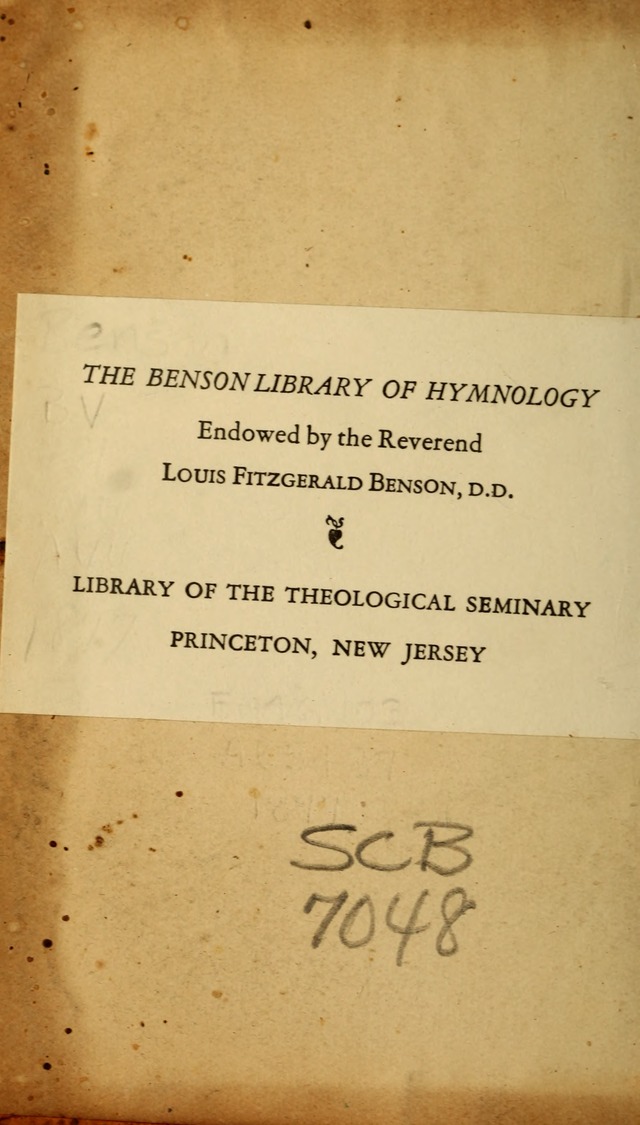 THE BENSON LIBRARY OF HYMNOLOGY
Endowed by the Reverend
LOUIS FITZGERALD BENSON, D.D.
LIBRARY OF THE THEOLOGICAL SEMINARY
PRINCETON, NEW JERSEY
SCB
7048